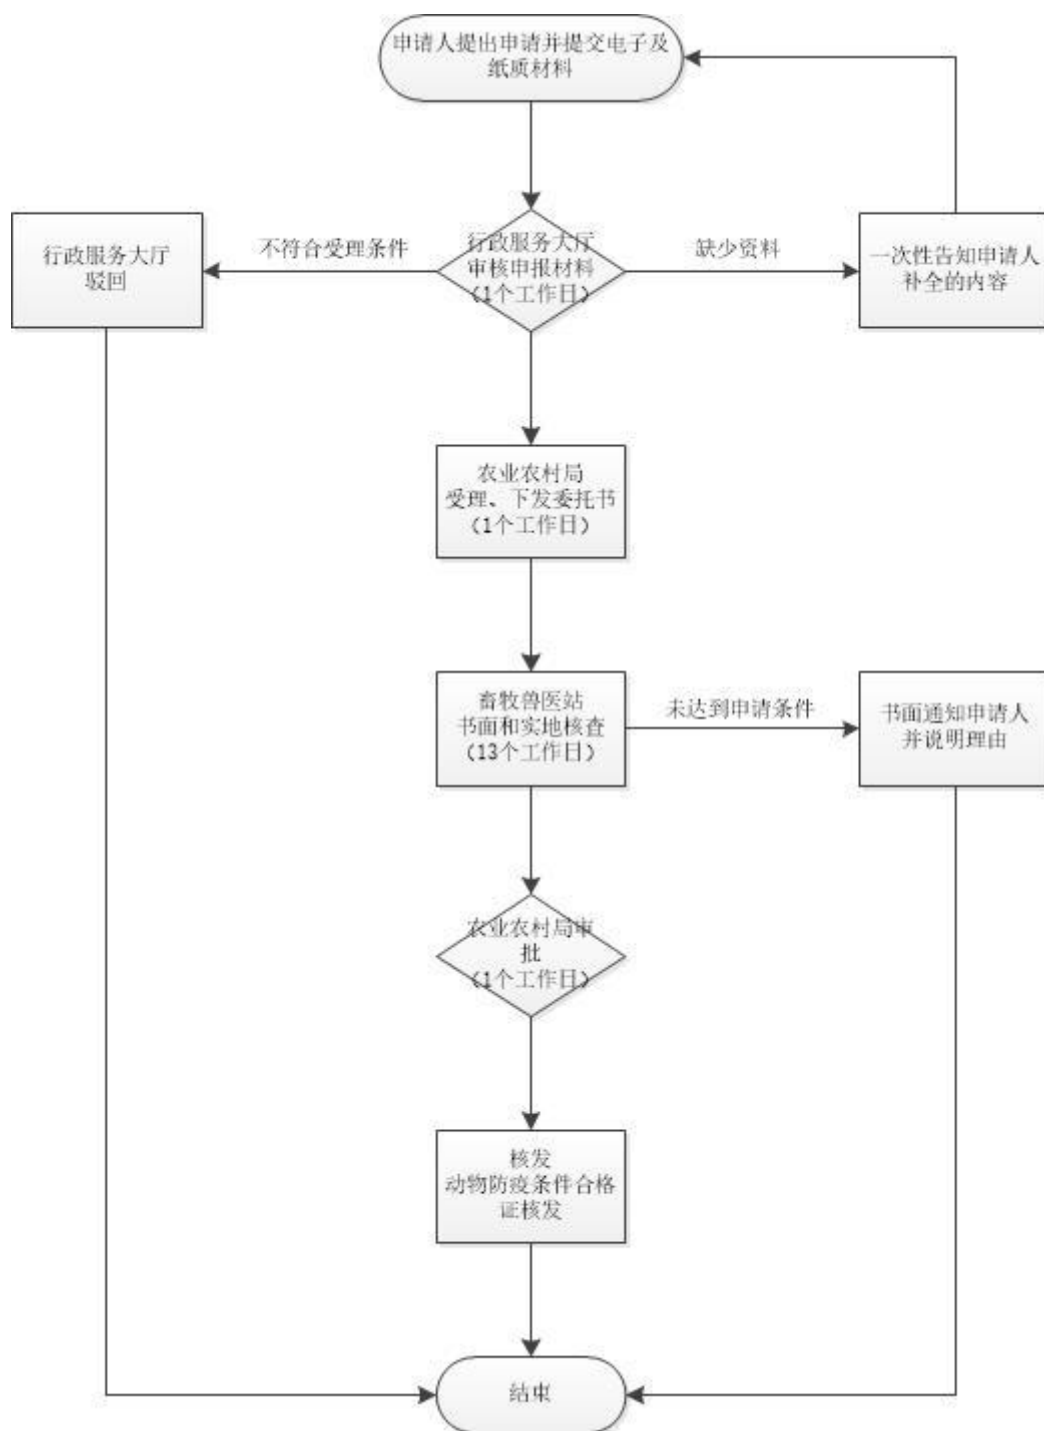 申请人提出申请并提交电子及
纸质材料
行政服务大厅
驳回
不符合受理条件
行政服务大厅
审核申报材料
（1个工作日）
缺少资料
一次性告知申请人
补全的内容
农业农村局
受理、下发委托书
（1个工作日）
畜牧兽医站
书面和实地核查
（13个工作日）
未达到申请条件
书面通知申请人
并说明理由
农业农村局审
批
（1个工作日）
核发
动物防疫条件合格
证核发
结束